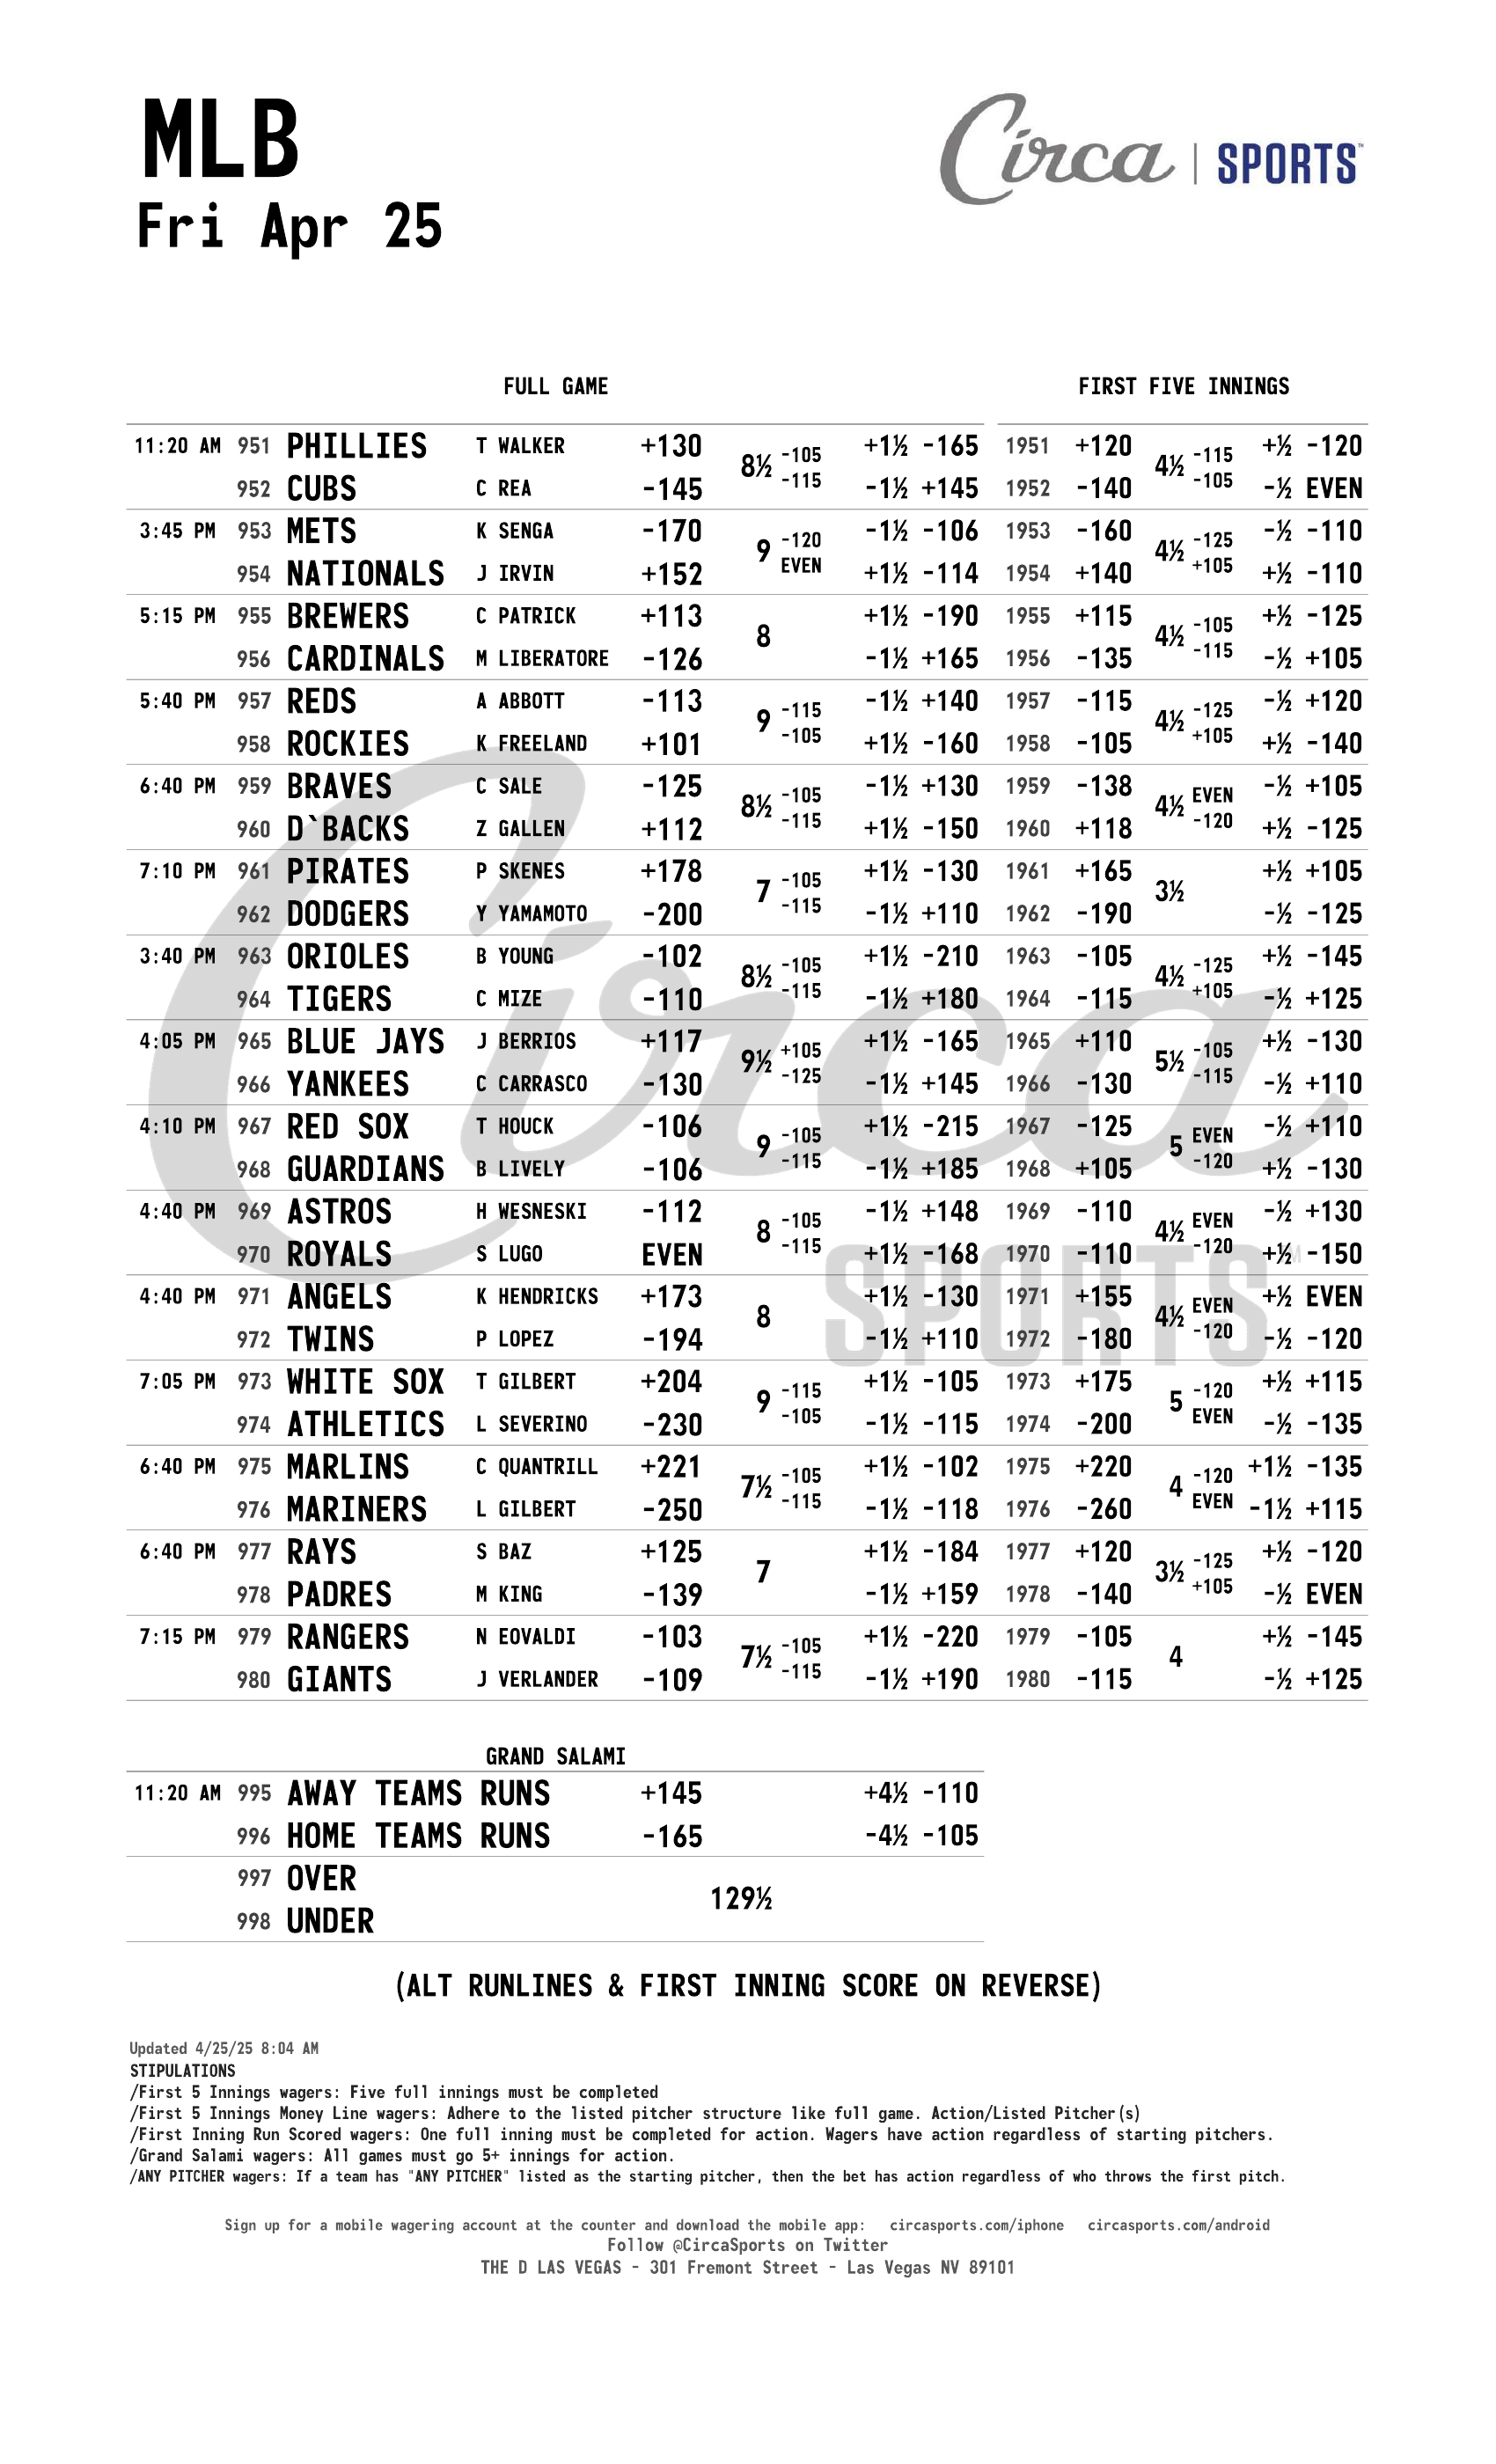 MLB
Circa | SPORTS™
Fri Apr 25
FULL GAME FIRST FIVE INNINGS
11:20 AM 951 PHILLIES T WALKER +130 8½ -105 +1½ -165 1951 +120 4½ -115 +½ -120
952 CUBS C REA -145 -115 -1½ +145 1952 -140 -105 -½ EVEN
3:45 PM 953 METS K SENGA -170 9 -120 -1½ -106 1953 -160 4½ -125 -½ -110
954 NATIONALS J IRVIN +152 EVEN +1½ -114 1954 +140 +105 +½ -110
5:15 PM 955 BREWERS C PATRICK +113 8 +1½ -190 1955 +115 4½ -105 +½ -125
956 CARDINALS M LIBERATORE -126 -1½ +165 1956 -135 -115 -½ +105
5:40 PM 957 REDS A ABBOTT -113 9 -115 -1½ +140 1957 -115 4½ -125 -½ +120
958 ROCKIES K FREELAND +101 -105 +1½ -160 1958 -105 +105 +½ -140
6:40 PM 959 BRAVES C SALE -125 8½ -105 -1½ +130 1959 -138 4½ EVEN -½ +105
960 D`BACKS Z GALLEN +112 -115 +1½ -150 1960 +118 -120 +½ -125
7:10 PM 961 PIRATES P SKENES +178 7 -105 +1½ -130 1961 +165 3½ +½ +105
962 DODGERS Y YAMAMOTO -200 -115 -1½ +110 1962 -190 -½ -125
3:40 PM 963 ORIOLES B YOUNG -102 8½ -105 +1½ -210 1963 -105 4½ -125 +½ -145
964 TIGERS C MIZE -110 -115 -1½ +180 1964 -115 +105 -½ +125
4:05 PM 965 BLUE JAYS J BERRIOS +117 9½ +105 +1½ -165 1965 +110 5½ -105 +½ -130
966 YANKEES C CARRASCO -130 -125 -1½ +145 1966 -130 -115 -½ +110
4:10 PM 967 RED SOX T HOUCK -106 9 -105 +1½ -215 1967 -125 5 EVEN -½ +110
968 GUARDIANS B LIVELY -106 -115 -1½ +185 1968 +105 -120 +½ -130
4:40 PM 969 ASTROS H WESNESKI -112 8 -105 -1½ +148 1969 -110 4½ EVEN -½ +130
970 ROYALS S LUGO EVEN -115 +1½ -168 1970 -110 -120 +½ -150
4:40 PM 971 ANGELS K HENDRICKS +173 8 +1½ -130 1971 +155 4½ EVEN +½ EVEN
972 TWINS P LOPEZ -194 -1½ +110 1972 -180 -120 -½ -120
7:05 PM 973 WHITE SOX T GILBERT +204 9 -115 +1½ -105 1973 +175 5 -120 +½ +115
974 ATHLETICS L SEVERINO -230 -105 -1½ -115 1974 -200 EVEN -½ -135
6:40 PM 975 MARLINS C QUANTRILL +221 7½ -105 +1½ -102 1975 +220 4 -120 +1½ -135
976 MARINERS L GILBERT -250 -115 -1½ -118 1976 -260 EVEN -1½ +115
6:40 PM 977 RAYS S BAZ +125 7 +1½ -184 1977 +120 3½ -125 +½ -120
978 PADRES M KING -139 -1½ +159 1978 -140 +105 -½ EVEN
7:15 PM 979 RANGERS N EOVALDI -103 7½ -105 +1½ -220 1979 -105 4 +½ -145
980 GIANTS J VERLANDER -109 -115 -1½ +190 1980 -115 -½ +125
Circa SPORTS
GRAND SALAMI
11:20 AM 995 AWAY TEAMS RUNS +145 +4½ -110
996 HOME TEAMS RUNS -165 -4½ -105
997 OVER 129½
998 UNDER
(ALT RUNLINES & FIRST INNING SCORE ON REVERSE)
Updated 4/25/25 8:04 AM
STIPULATIONS
/First 5 Innings wagers: Five full innings must be completed
/First 5 Innings Money Line wagers: Adhere to the listed pitcher structure like full game. Action/Listed Pitcher(s)
/First Inning Run Scored wagers: One full inning must be completed for action. Wagers have action regardless of starting pitchers.
/Grand Salami wagers: All games must go 5+ innings for action.
/ANY PITCHER wagers: If a team has "ANY PITCHER" listed as the starting pitcher, then the bet has action regardless of who throws the first pitch.
Sign up for a mobile wagering account at the counter and download the mobile app: circasports.com/iphone circasports.com/android
Follow @CircaSports on Twitter
THE D LAS VEGAS - 301 Fremont Street - Las Vegas NV 89101